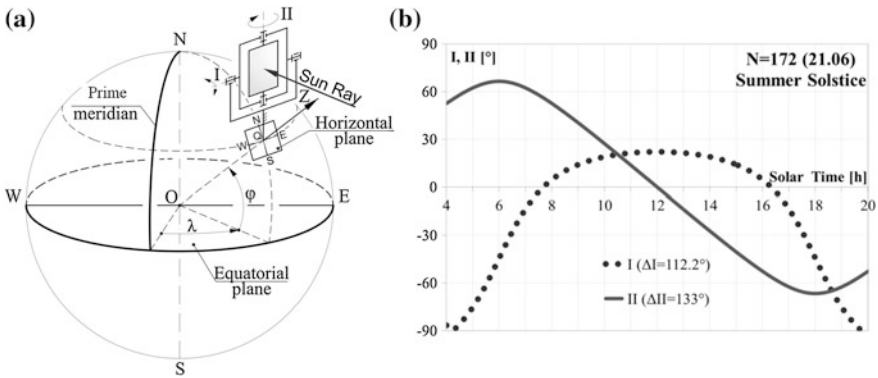 (a)
N
II
I
Sun Ray
Z
Prime
meridian
N
Q
W
E
S
Horizontal
plane
W
O
E
φ
λ
Equatorial
plane
S
(b)
90
I, II [°]
N=172 (21.06)
Summer Solstice
60
30
Solar Time [h]
0
4 6 8 10 12 14 16 18 20
-30
I (ΔI=112.2°)
-60
II (ΔII=133°)
-90